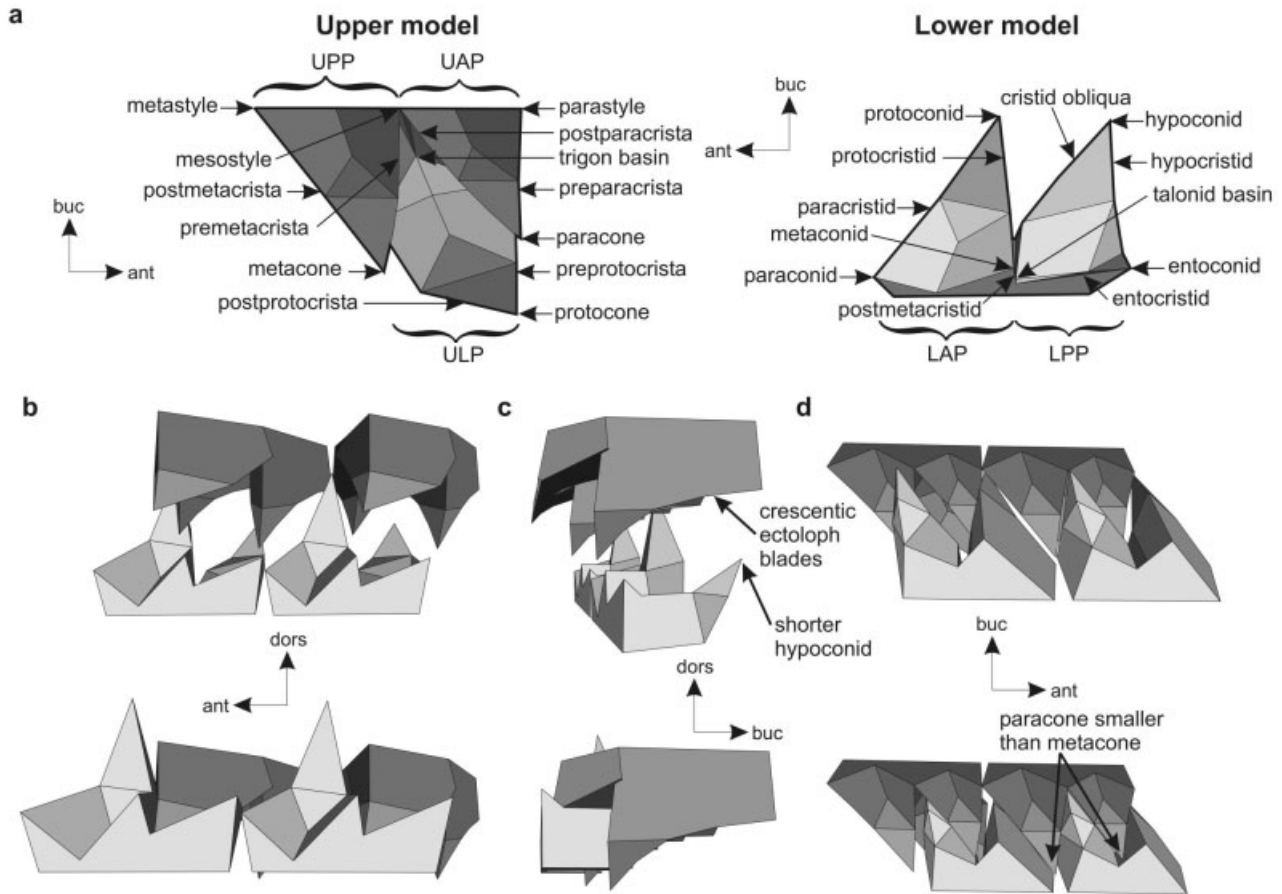 a
Upper model
Lower model
UPP
UAP
metastyle
parastyle
postparacrista
trigon basin
mesostyle
postmetacrista
preparacrista
premetacrista
paracone
metacone
preprotocrista
postprotocrista
protocone
ULP
buc
ant
buc
ant
protoconid
cristid obliqua
hypoconid
protocristid
hypocristid
talonid basin
paracristid
metaconid
paraconid
entoconid
postmetacristid
entocristid
LAP
LPP
b
c
d
crescentic
ectoloph
blades
shorter
hypoconid
dors
ant
dors
buc
buc
ant
paracone smaller
than metacone